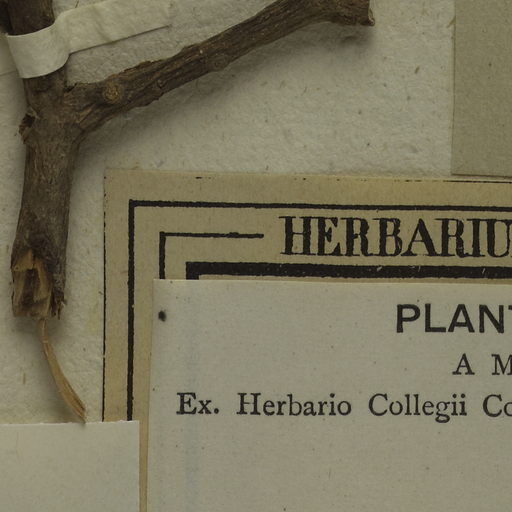 HERBARIU
PLANT
A M
Ex. Herbario Collegii Co